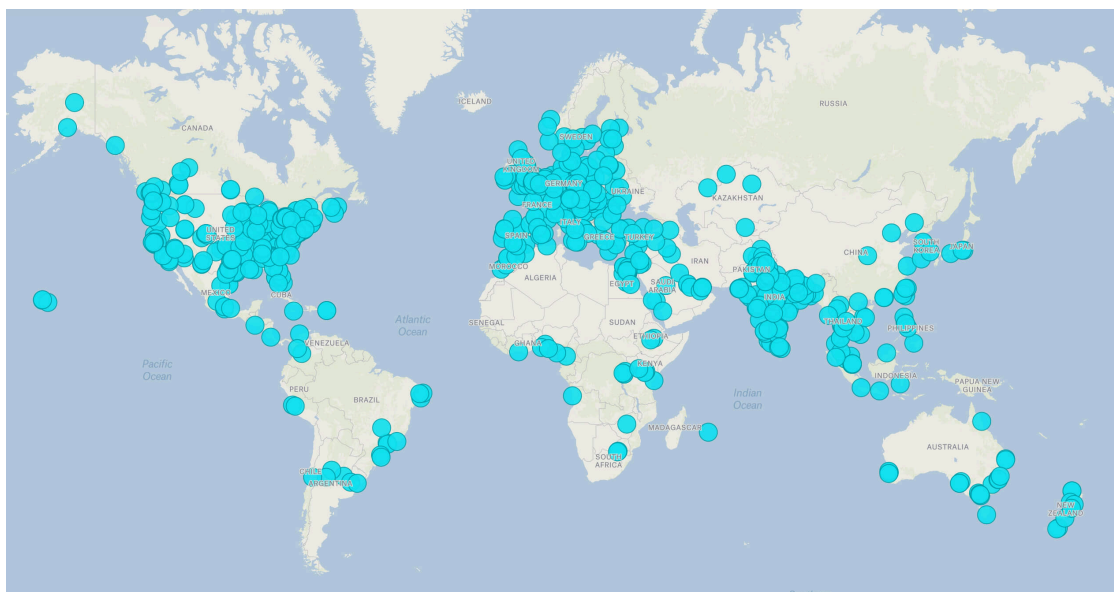 ICELAND
RUSSIA
CANADA
SWEDEN
UNITED
KINGDOM
GERMANY
UKRAINE
KAZAKHSTAN
FRANCE
ITALY
UNITED
STATES
SPAIN
GREECE
TURKEY
SOUTH
KOREA
JAPAN
CHINA
IRAN
MOROCCO
PAKISTAN
ALGERIA
EGYPT
SAUDI
ARABIA
MEXICO
CUBA
INDIA
Atlantic
Ocean
SENEGAL
SUDAN
THAILAND
PHILIPPINES
ETHIOPIA
GHANA
VENEZUELA
KENYA
Pacific
Ocean
INDONESIA
PAPUA NEW
GUINEA
PERU
BRAZIL
Indian
Ocean
MADAGASCAR
AUSTRALIA
SOUTH
AFRICA
CHILE
ARGENTINA
NEW
ZEALAND